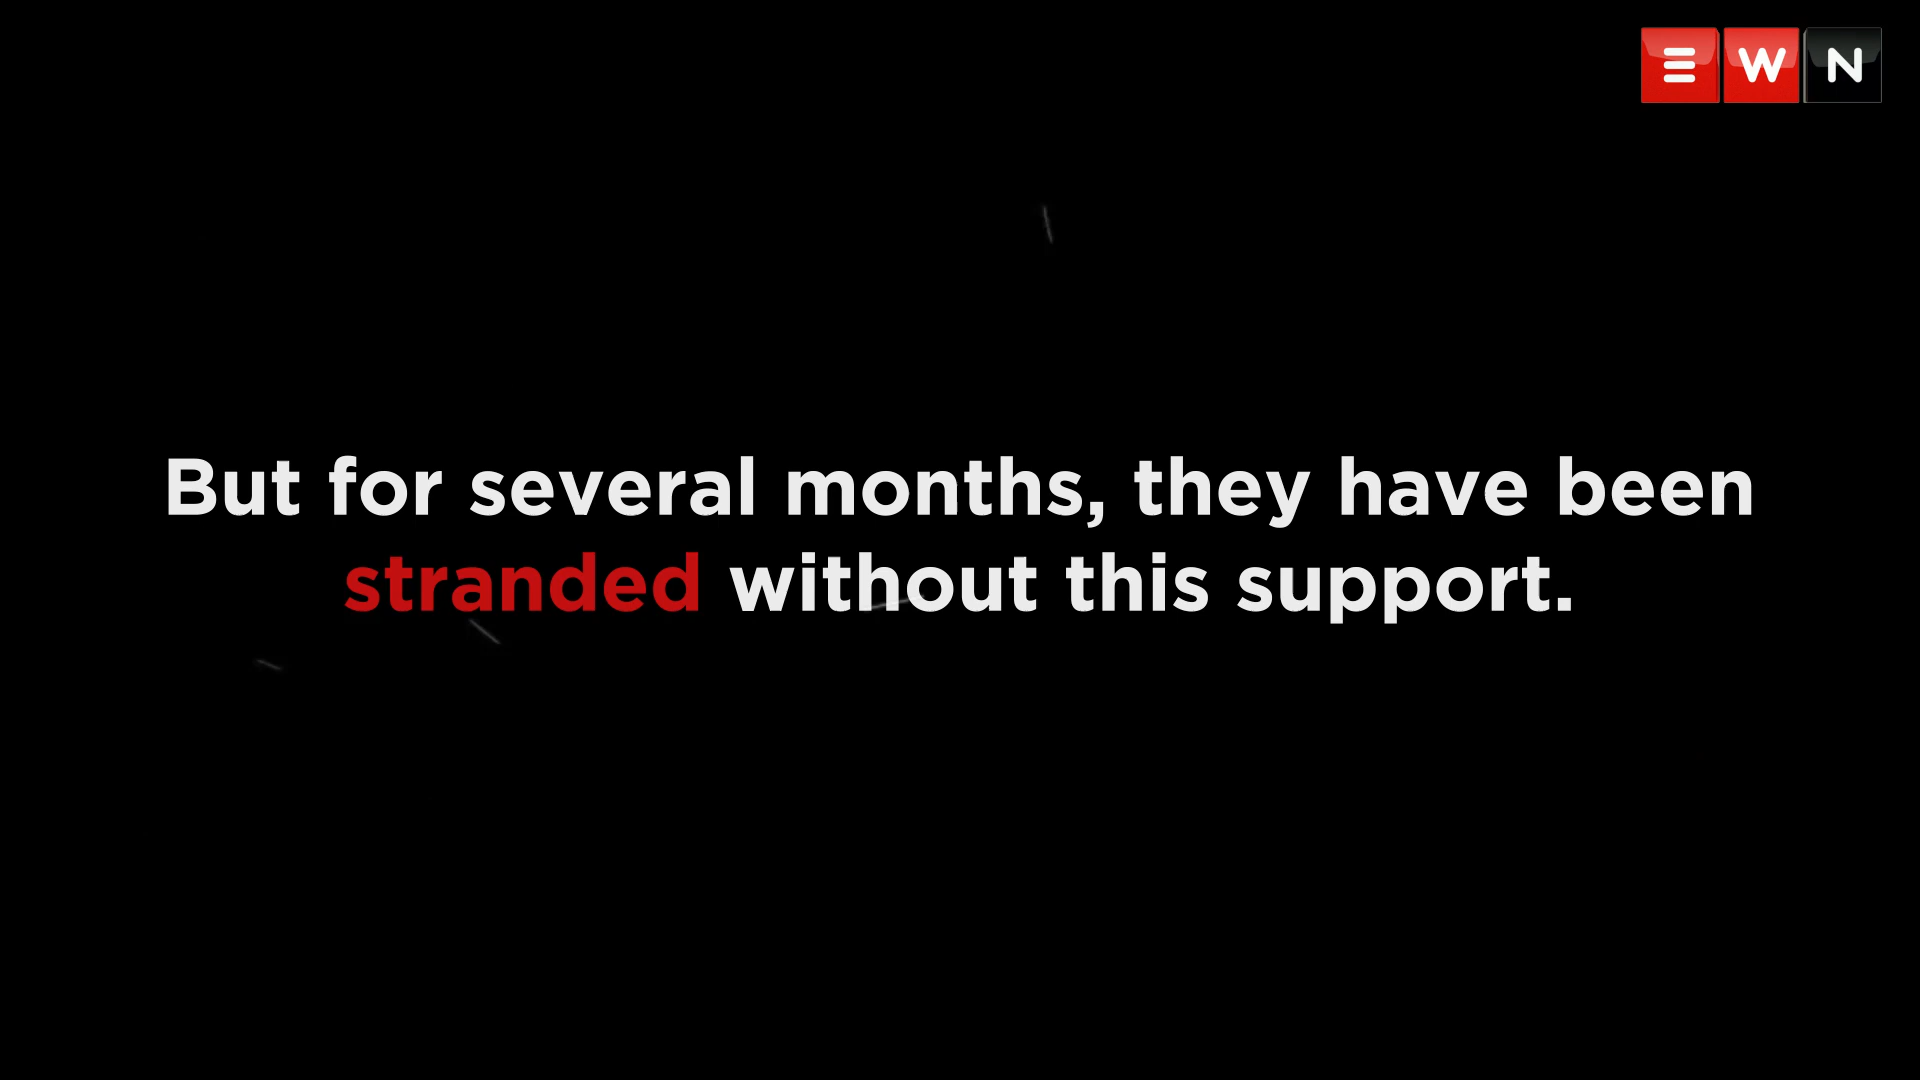 EWN
But for several months, they have been
stranded without this support.